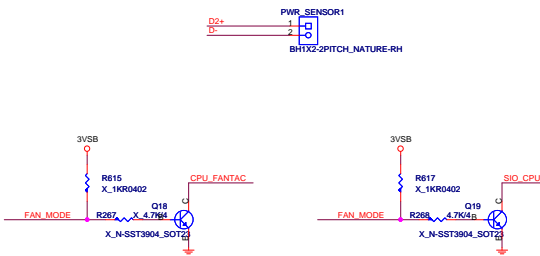 PWR_SENSOR1
D2+
1
D-
2
BH1X2-2PITCH_NATURE-RH
3VSB
3VSB
R615
X_1KR0402
CPU_FANTAC
C
R617
X_1KR0402
SIO_CPU
C
Q18
Q19
FAN_MODE
R267
X_4.7K/4
B
FAN_MODE
R268
4.7K/4
B
E
X_N-SST3904_SOT23
E
X_N-SST3904_SOT23